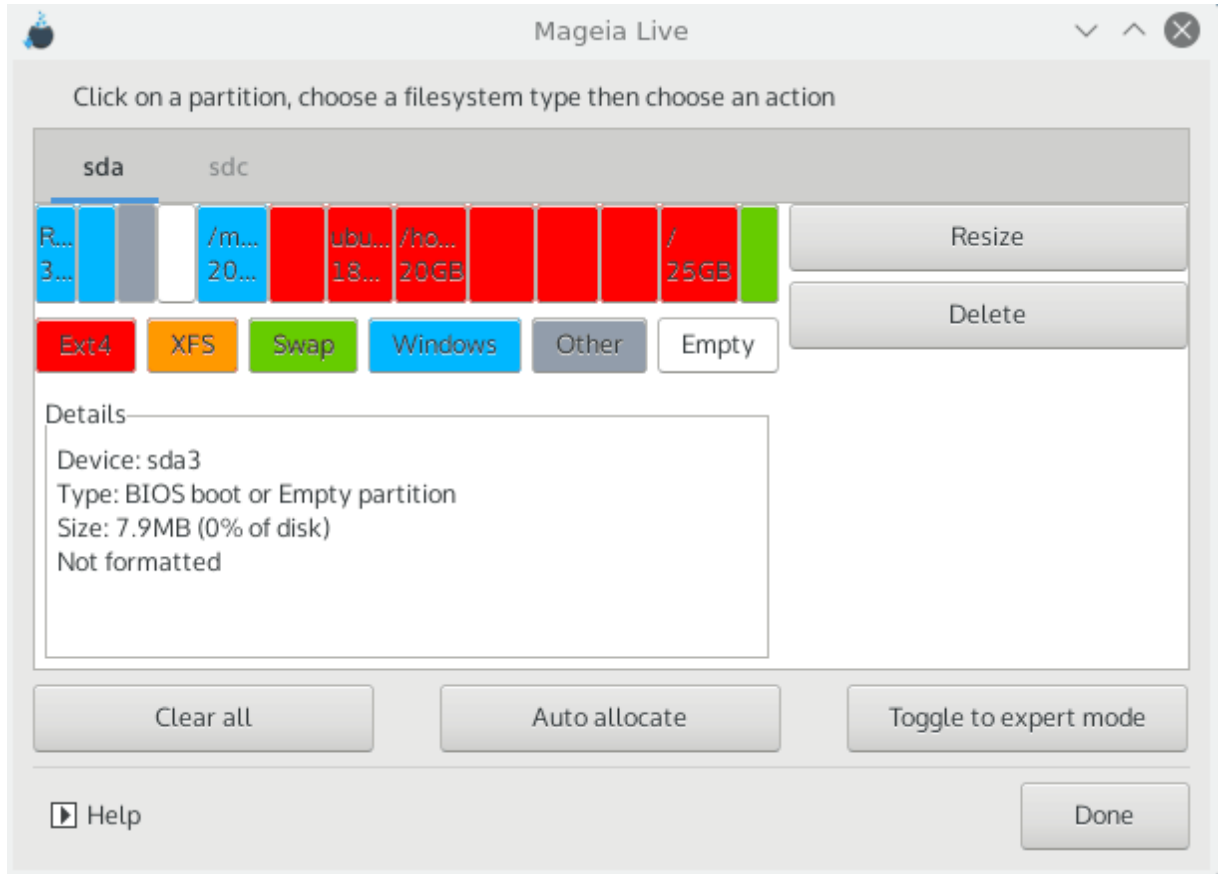 Mageia Live
Click on a partition, choose a filesystem type then choose an action
sda sdc
R... /m... ubu... /ho... /
3... 20... 18... 20GB 25GB
Resize
Delete
Ext4 XFS Swap Windows Other Empty
Details
Device: sda3
Type: BIOS boot or Empty partition
Size: 7.9MB (0% of disk)
Not formatted
Clear all Auto allocate Toggle to expert mode
Help Done